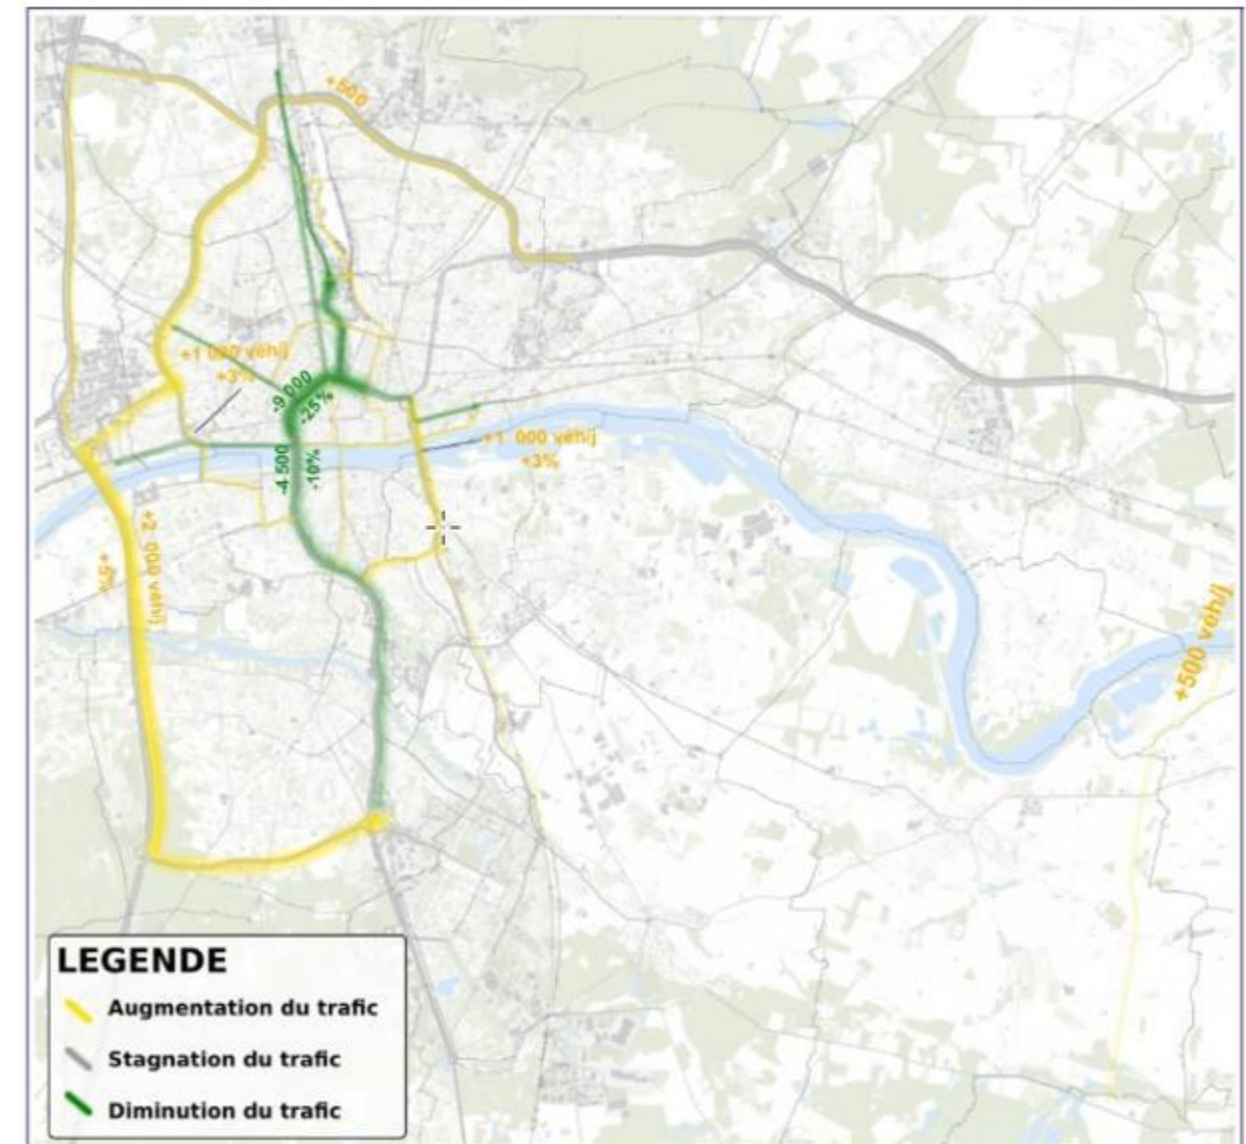 +500
+1 000 véh/j
+3%
-9 000
-25%
+1 000 véh/j
+3%
-4 500
-10%
+2 000 véh/j
+5%
+500 véh/j
LEGENDE
Augmentation du trafic
Stagnation du trafic
Diminution du trafic